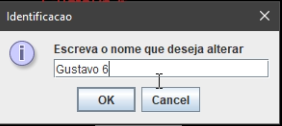 Identificacao
Escreva o nome que deseja alterar
Gustavo 6
OK
Cancel